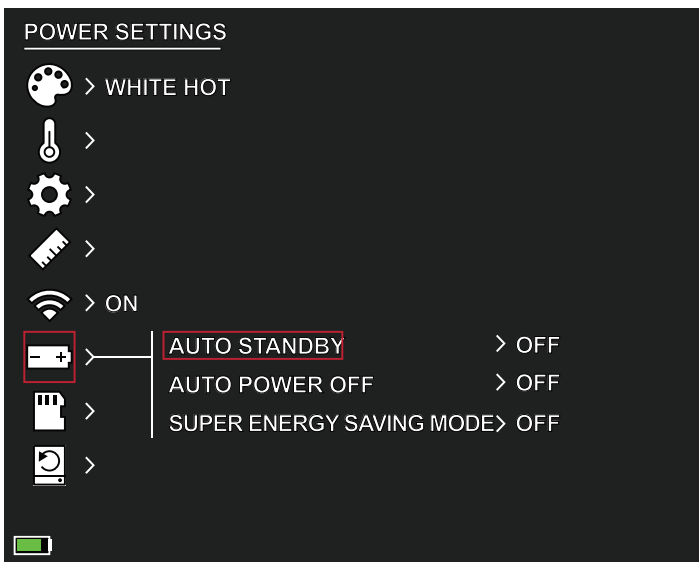 POWER SETTINGS
> WHITE HOT
>
>
>
> ON
>
AUTO STANDBY > OFF
AUTO POWER OFF > OFF
SUPER ENERGY SAVING MODE > OFF
>
>